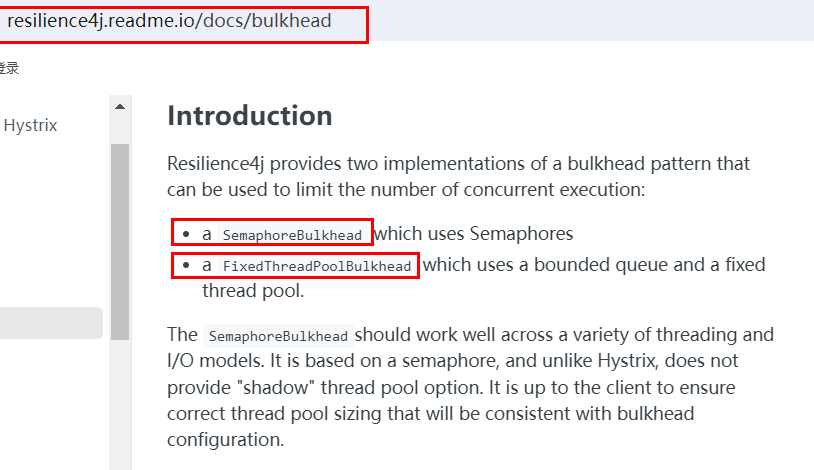 resilience4j.readme.io/docs/bulkhead
登录
Hystrix
Introduction
Resilience4j provides two implementations of a bulkhead pattern that
can be used to limit the number of concurrent execution:
• a SemaphoreBulkhead which uses Semaphores
• a FixedThreadPoolBulkhead which uses a bounded queue and a fixed
thread pool.
The SemaphoreBulkhead should work well across a variety of threading and
I/O models. It is based on a semaphore, and unlike Hystrix, does not
provide "shadow" thread pool option. It is up to the client to ensure
correct thread pool sizing that will be consistent with bulkhead
configuration.